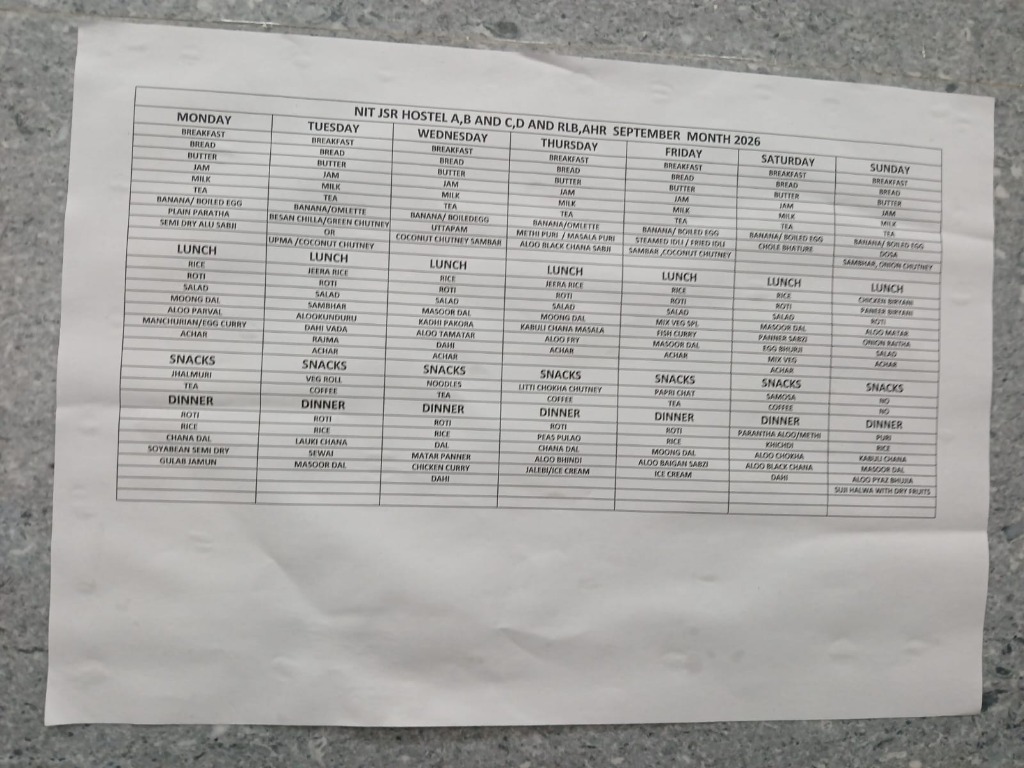 NIT JSR HOSTEL A,B AND C,D AND RLB,AHR SEPTEMBER MONTH 2026
MONDAY
BREAKFAST
BREAD
BUTTER
JAM
MILK
TEA
BANANA/ BOILED EGG
PLAIN PARATHA
SEMI DRY ALU SABJI
LUNCH
RICE
ROTI
SALAD
MOONG DAL
ALOO PARVAL
MANCHURIAN/EGG CURRY
ACHAR
SNACKS
JHALMURI
TEA
DINNER
ROTI
RICE
CHANA DAL
SOYABEAN SEMI DRY
GULAB JAMUN
TUESDAY
BREAKFAST
BREAD
BUTTER
JAM
MILK
TEA
BANANA/OMLETTE
BESAN CHILLA/GREEN CHUTNEY
OR
UPMA /COCONUT CHUTNEY
LUNCH
JEERA RICE
ROTI
SALAD
SAMBHAR
ALOOKUNDURU
DAHI VADA
RAJMA
ACHAR
SNACKS
VEG ROLL
COFFEE
DINNER
ROTI
RICE
LAUKI CHANA
SEWAI
MASOOR DAL
WEDNESDAY
BREAKFAST
BREAD
BUTTER
JAM
MILK
TEA
BANANA/ BOILEDEGG
UTTAPAM
COCONUT CHUTNEY SAMBAR
LUNCH
RICE
ROTI
SALAD
MASOOR DAL
KADHI PAKORA
ALOO TAMATAR
DAHI
ACHAR
SNACKS
NOODLES
TEA
DINNER
ROTI
RICE
DAL
MATAR PANNER
CHICKEN CURRY
DAHI
THURSDAY
BREAKFAST
BREAD
BUTTER
JAM
MILK
TEA
BANANA/OMLETTE
METHI PURI / MASALA PURI
ALOO BLACK CHANA SABJI
LUNCH
JEERA RICE
ROTI
SALAD
MOONG DAL
KABULI CHANA MASALA
ALOO FRY
ACHAR
SNACKS
LITTI CHOKHA CHUTNEY
COFFEE
DINNER
ROTI
PEAS PULAO
CHANA DAL
ALOO BHINDI
JALEBI/ICE CREAM
FRIDAY
BREAKFAST
BREAD
BUTTER
JAM
MILK
TEA
BANANA/ BOILED EGG
STEAMED IDLI / FRIED IDLI
SAMBAR /COCONUT CHUTNEY
LUNCH
RICE
ROTI
SALAD
MIX VEG SPL
FISH CURRY
MASOOR DAL
ACHAR
SNACKS
PAPRI CHAT
TEA
DINNER
ROTI
RICE
MOONG DAL
ALOO BAIGAN SABZI
ICE CREAM
SATURDAY
BREAKFAST
BREAD
BUTTER
JAM
MILK
TEA
BANANA/ BOILED EGG
CHOLE BHATURE
LUNCH
RICE
ROTI
SALAD
MASOOR DAL
PANNER SABZI
EGG BHURJI
MIX VEG
ACHAR
SNACKS
SAMOSA
COFFEE
DINNER
PARANTHA ALOO/METHI
KHICHDI
ALOO CHOKHA
ALOO BLACK CHANA
DAHI
SUNDAY
BREAKFAST
BREAD
BUTTER
JAM
MILK
TEA
BANANA/ BOILED EGG
DOSA
SAMBHAR, ONION CHUTNEY
LUNCH
CHICKEN BIRYANI
PANEER BIRYANI
ROTI
ALOO MATAR
ONION RAITHA
SALAD
ACHAR
SNACKS
NO
NO
DINNER
PURI
RICE
KABULI CHANA
MASOOR DAL
ALOO PYAZ BHUJIA
SUJI HALWA WITH DRY FRUITS